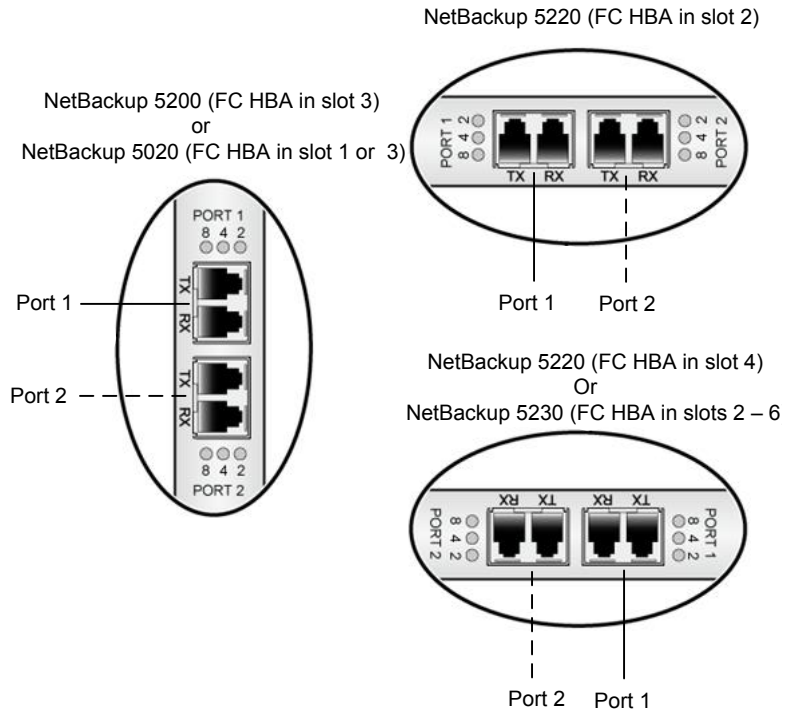 NetBackup 5220 (FC HBA in slot 2)
PORT 1
2
4
8
TX RX
TX RX
2
4
8
PORT 2
Port 1 Port 2
NetBackup 5200 (FC HBA in slot 3)
or
NetBackup 5020 (FC HBA in slot 1 or 3)
PORT 1
8 4 2
TX
RX
Port 1
TX
RX
Port 2
8 4 2
PORT 2
NetBackup 5220 (FC HBA in slot 4)
Or
NetBackup 5230 (FC HBA in slots 2 – 6
PORT 2
8
4
2
RX TX
RX TX
8
4
2
PORT 1
Port 2 Port 1